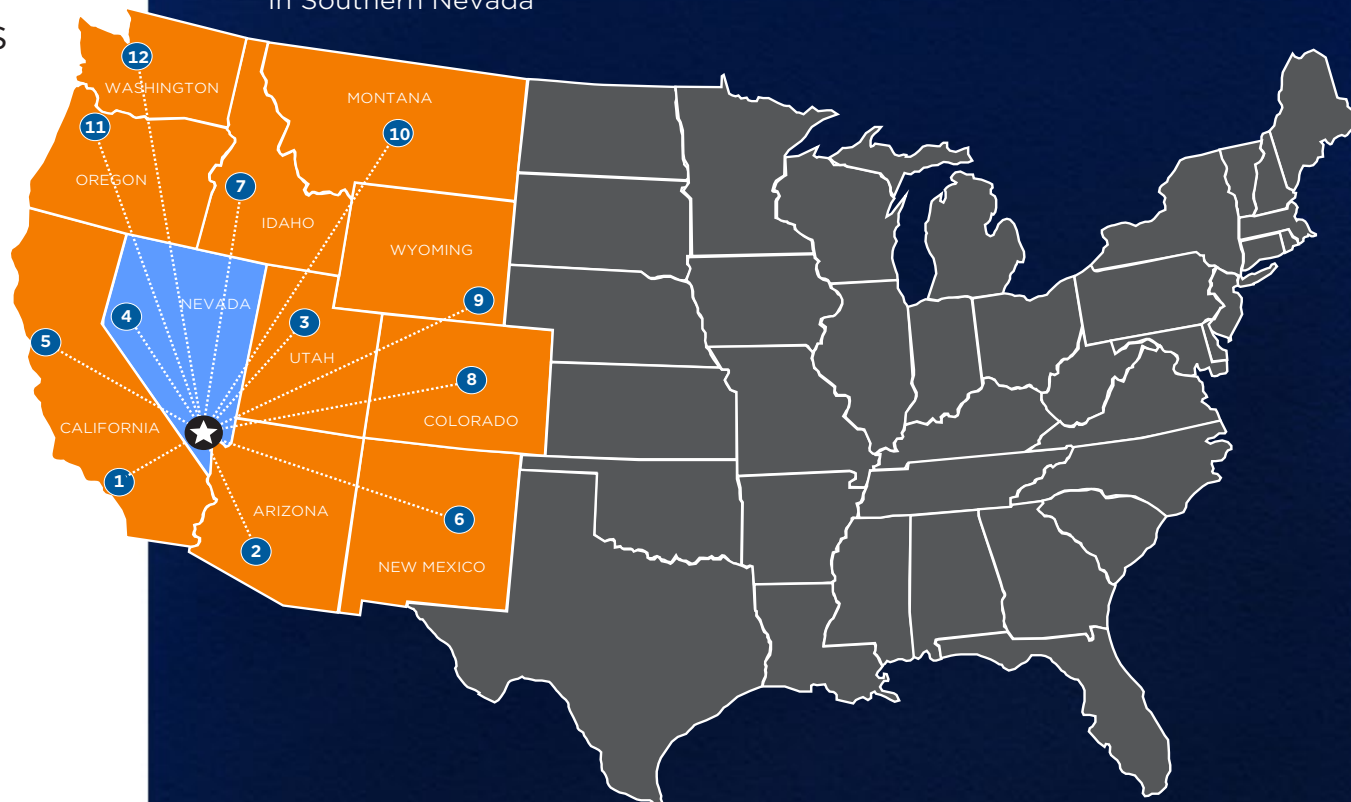 in Southern Nevada
S
12
WASHINGTON
MONTANA
11
10
OREGON
7
IDAHO
WYOMING
NEVADA
9
4
3
5
UTAH
8
COLORADO
CALIFORNIA
1
ARIZONA
6
2
NEW MEXICO